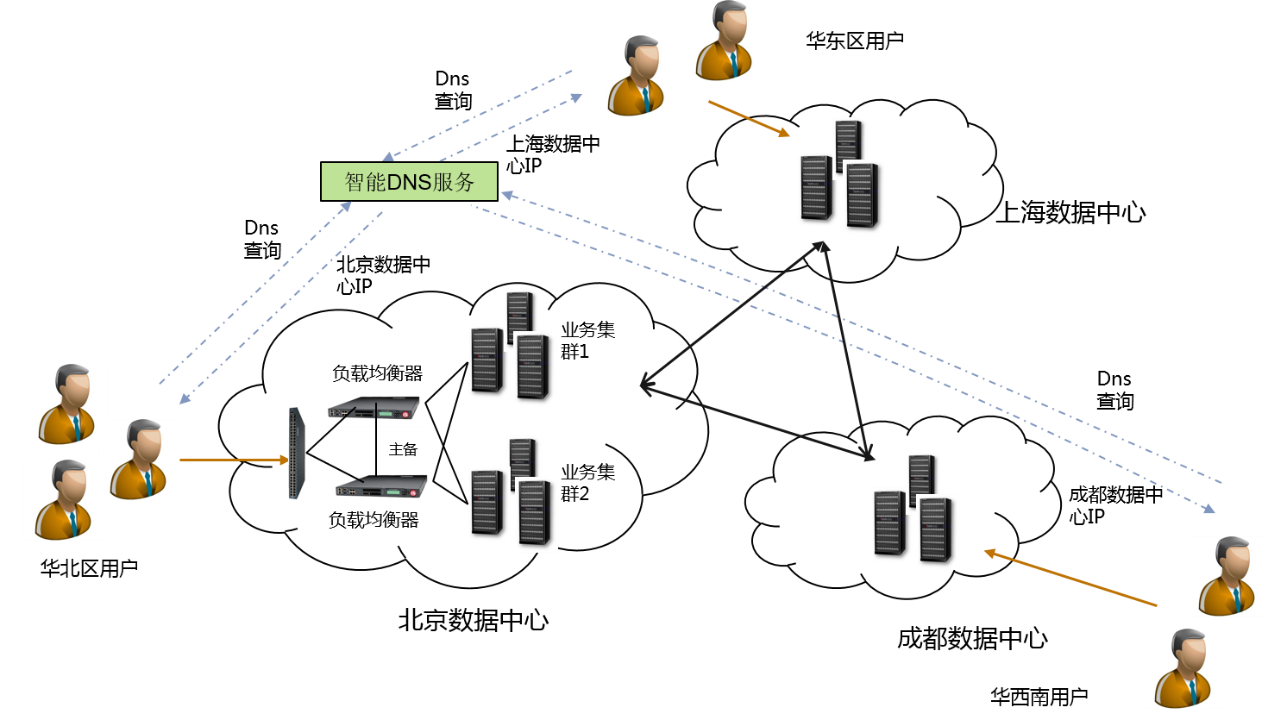 华东区用户
Dns
查询
上海数据中
心IP
智能DNS服务
上海数据中心
Dns
查询
北京数据中
心IP
业务集
群1
负载均衡器
主备
业务集
群2
负载均衡器
Dns
查询
成都数据中
心IP
华北区用户
北京数据中心
成都数据中心
华西南用户